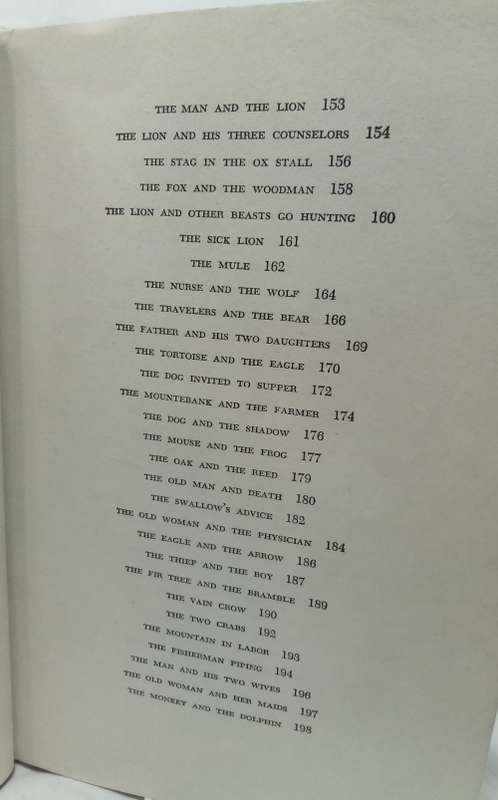 THE MAN AND THE LION 153
THE LION AND HIS THREE COUNSELORS 154
THE STAG IN THE OX STALL 156
THE FOX AND THE WOODMAN 158
THE LION AND OTHER BEASTS GO HUNTING 160
THE SICK LION 161
THE MULE 162
THE NURSE AND THE WOLF 164
THE TRAVELERS AND THE BEAR 166
THE FATHER AND HIS TWO DAUGHTERS 169
THE TORTOISE AND THE EAGLE 170
THE DOG INVITED TO SUPPER 172
THE MOUNTEBANK AND THE FARMER 174
THE DOG AND THE SHADOW 176
THE MOUSE AND THE FROG 177
THE OAK AND THE REED 179
THE OLD MAN AND DEATH 180
THE SWALLOW'S ADVICE 182
THE OLD WOMAN AND THE PHYSICIAN 184
THE EAGLE AND THE ARROW 186
THE THIEF AND THE BOY 187
THE FIR TREE AND THE BRAMBLE 189
THE VAIN CROW 190
THE TWO CRABS 192
THE MOUNTAIN IN LABOR 193
THE FISHERMAN PIPING 194
THE MAN AND HIS TWO WIVES 196
THE OLD WOMAN AND HER MAIDS 197
THE MONKEY AND THE DOLPHIN 198